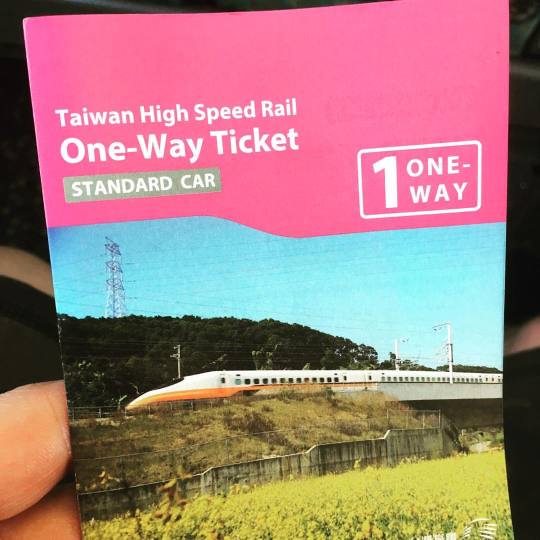 Taiwan High Speed Rail
One-Way Ticket
STANDARD CAR
1 ONE-
WAY